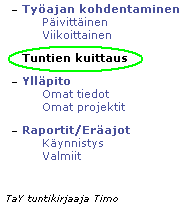 – Työajan kohdentaminen
Päivittäinen
Viikoittainen
Tuntien kuittaus
– Ylläpito
Omat tiedot
Omat projektit
– Raportit/Eräajot
Käynnistys
Valmiit
TaY tuntikirjaaja Timo